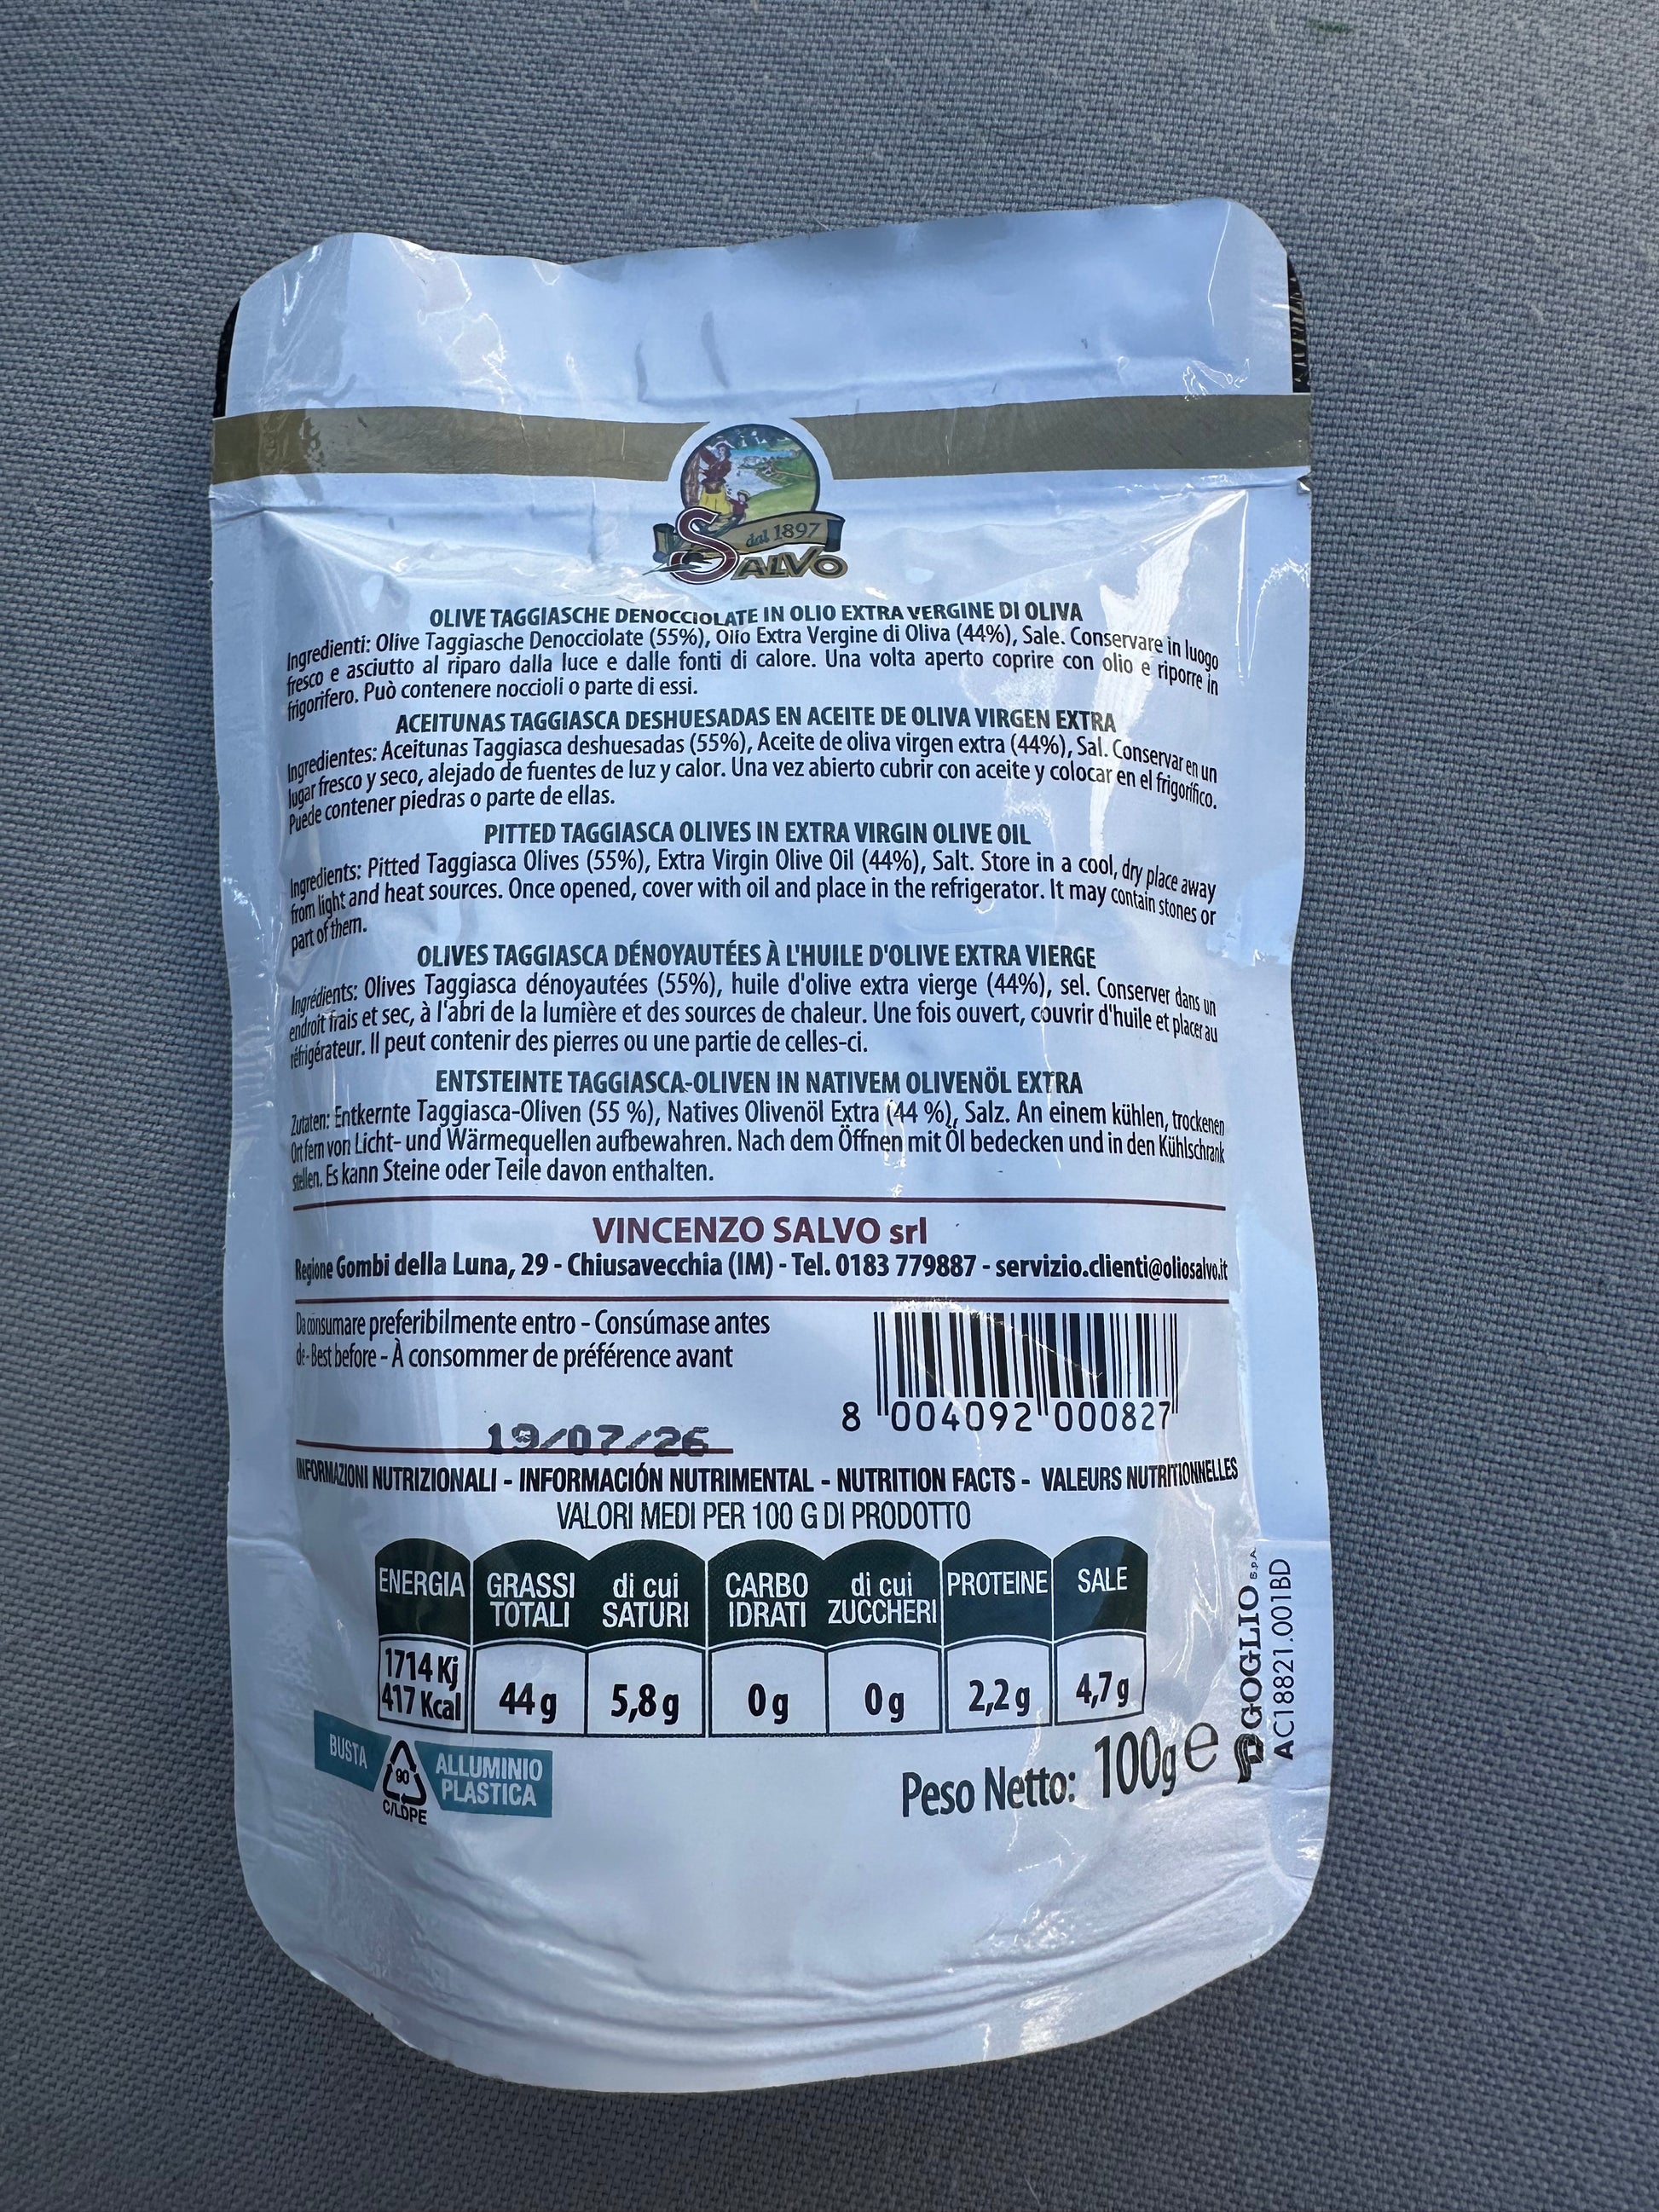 dal 1897
SALVO
OLIVE TAGGIASCHE DENOCCIOLATE IN OLIO EXTRA VERGINE DI OLIVA
Ingredienti: Olive Taggiasche Denocciolate (55%), Olio Extra Vergine di Oliva (44%), Sale. Conservare in luogo
fresco e asciutto al riparo dalla luce e dalle fonti di calore. Una volta aperto coprire con olio e riporre in
frigorifero. Può contenere noccioli o parte di essi.
ACEITUNAS TAGGIASCA DESHUESADAS EN ACEITE DE OLIVA VIRGEN EXTRA
Ingredientes: Aceitunas Taggiasca deshuesadas (55%), Aceite de oliva virgen extra (44%), Sal. Conservar en un
lugar fresco y seco, alejado de fuentes de luz y calor. Una vez abierto cubrir con aceite y colocar en el frigorífico.
Puede contener piedras o parte de ellas.
PITTED TAGGIASCA OLIVES IN EXTRA VIRGIN OLIVE OIL
Ingredients: Pitted Taggiasca Olives (55%), Extra Virgin Olive Oil (44%), Salt. Store in a cool, dry place away
from light and heat sources. Once opened, cover with oil and place in the refrigerator. It may contain stones or
part of them.
OLIVES TAGGIASCA DÉNOYAUTÉES À L'HUILE D'OLIVE EXTRA VIERGE
Ingrédients: Olives Taggiasca dénoyautées (55%), huile d'olive extra vierge (44%), sel. Conserver dans un
endroit frais et sec, à l'abri de la lumière et des sources de chaleur. Une fois ouvert, couvrir d'huile et placer au
réfrigérateur. Il peut contenir des pierres ou une partie de celles-ci.
ENTSTEINTE TAGGIASCA-OLIVEN IN NATIVEM OLIVENÖL EXTRA
Zutaten: Entkernte Taggiasca-Oliven (55 %), Natives Olivenöl Extra (44 %), Salz. An einem kühlen, trockenen
Ort fern von Licht- und Wärmequellen aufbewahren. Nach dem Öffnen mit Öl bedecken und in den Kühlschrank
stellen. Es kann Steine oder Teile davon enthalten.
VINCENZO SALVO srl
Regione Gombi della Luna, 29 - Chiusavecchia (IM) - Tel. 0183 779887 - servizio.clienti@oliosalvo.it
Da consumare preferibilmente entro - Consúmase antes
de - Best before - À consommer de préférence avant
19/07/26
8 004092 000827
INFORMAZIONI NUTRIZIONALI - INFORMACIÓN NUTRIMENTAL - NUTRITION FACTS - VALEURS NUTRITIONNELLES
VALORI MEDI PER 100 G DI PRODOTTO
ENERGIA GRASSI TOTALI di cui SATURI CARBO IDRATI di cui ZUCCHERI PROTEINE SALE
1714 Kj 417 Kcal 44 g 5,8 g 0 g 0 g 2,2 g 4,7 g
BUSTA 90 C/LDPE ALLUMINIO PLASTICA
Peso Netto: 100g e
GOGLIO S.p.A.
AC18821.001BD